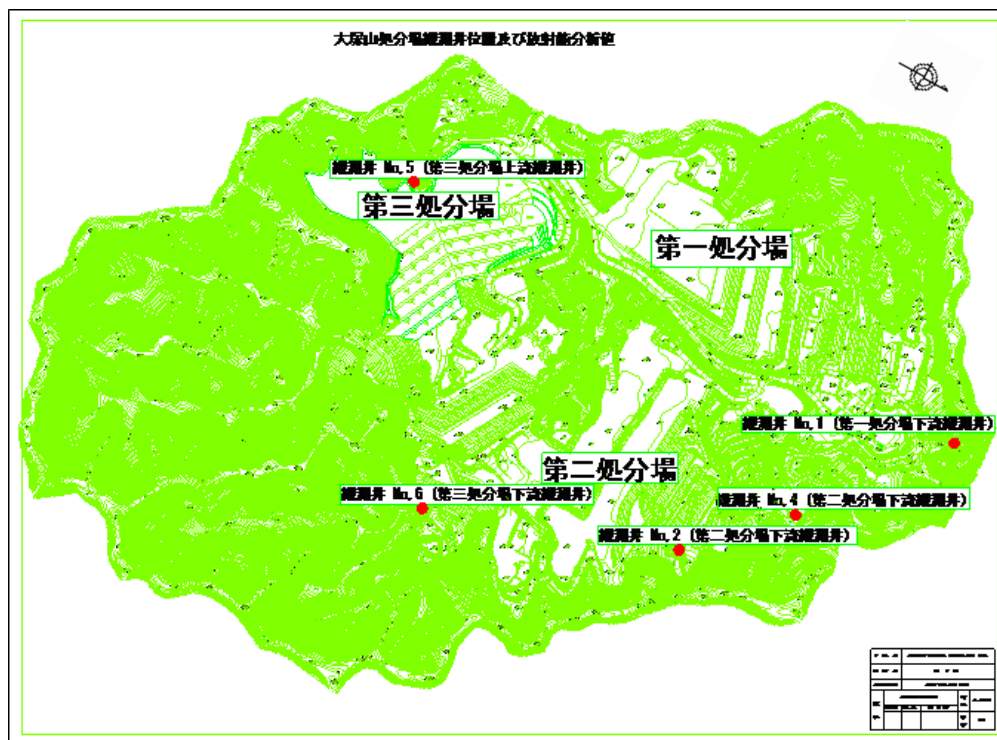 大塚山処分場観測井位置及び放射能分析値
観測井 No.5 (第三処分場上流観測井)
第三処分場
第一処分場
観測井 No.1 (第一処分場下流観測井)
第二処分場
観測井 No.6 (第三処分場下流観測井)
観測井 No.4 (第二処分場下流観測井)
観測井 No.2 (第二処分場下流観測井)